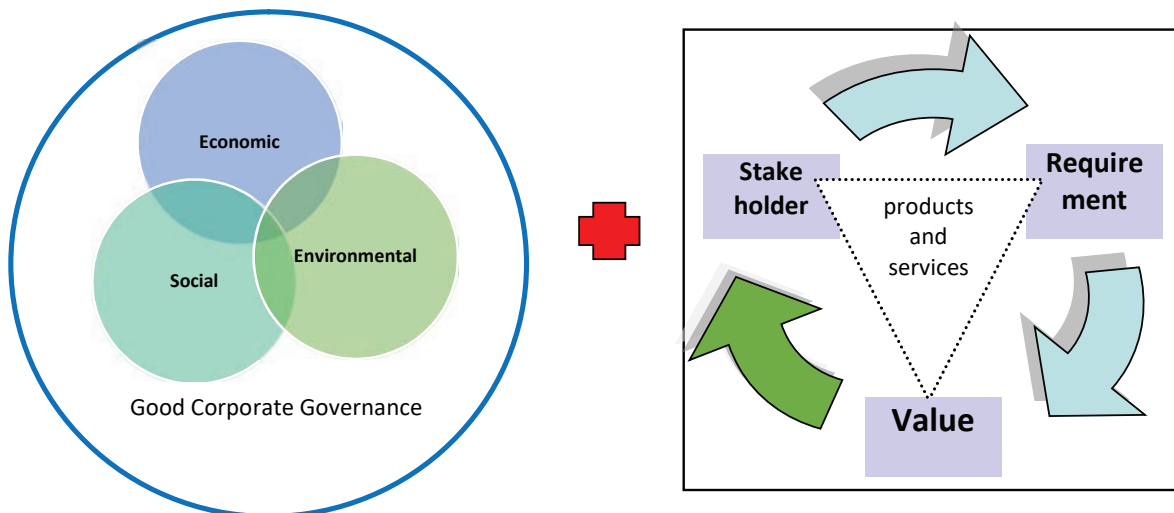 Economic
Environmental
Social
Good Corporate Governance
Stake
holder
Require
ment
products
and
services
Value